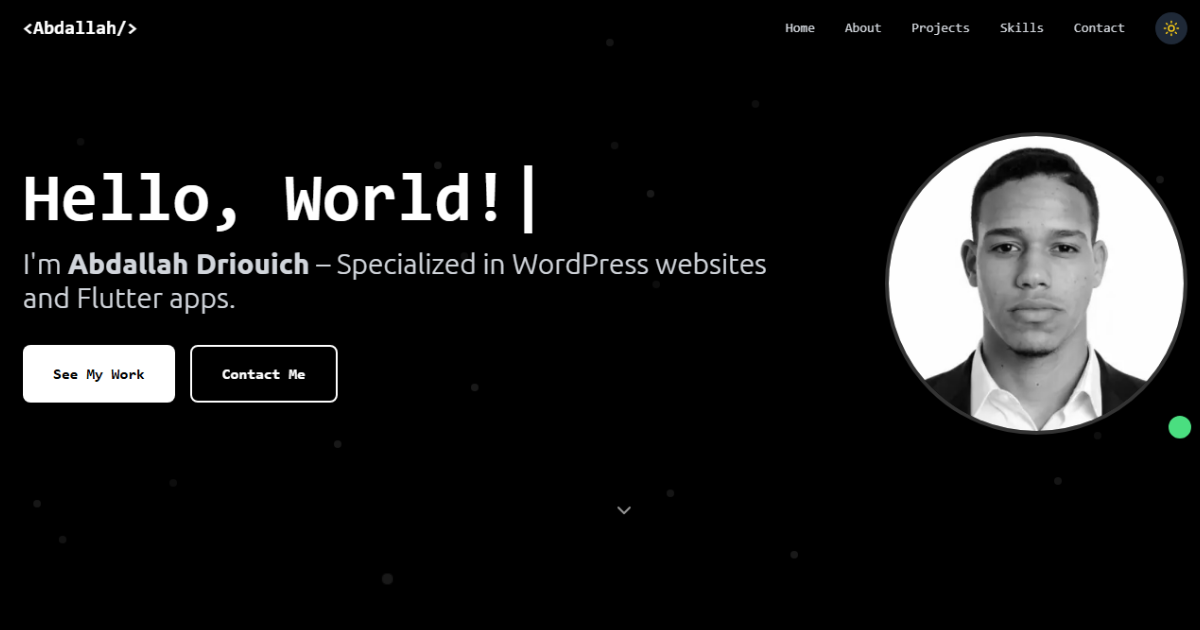 <Abdallah/>
Home About Projects Skills Contact
Hello, World!|
I'm Abdallah Driouich – Specialized in WordPress websites
and Flutter apps.
See My Work Contact Me